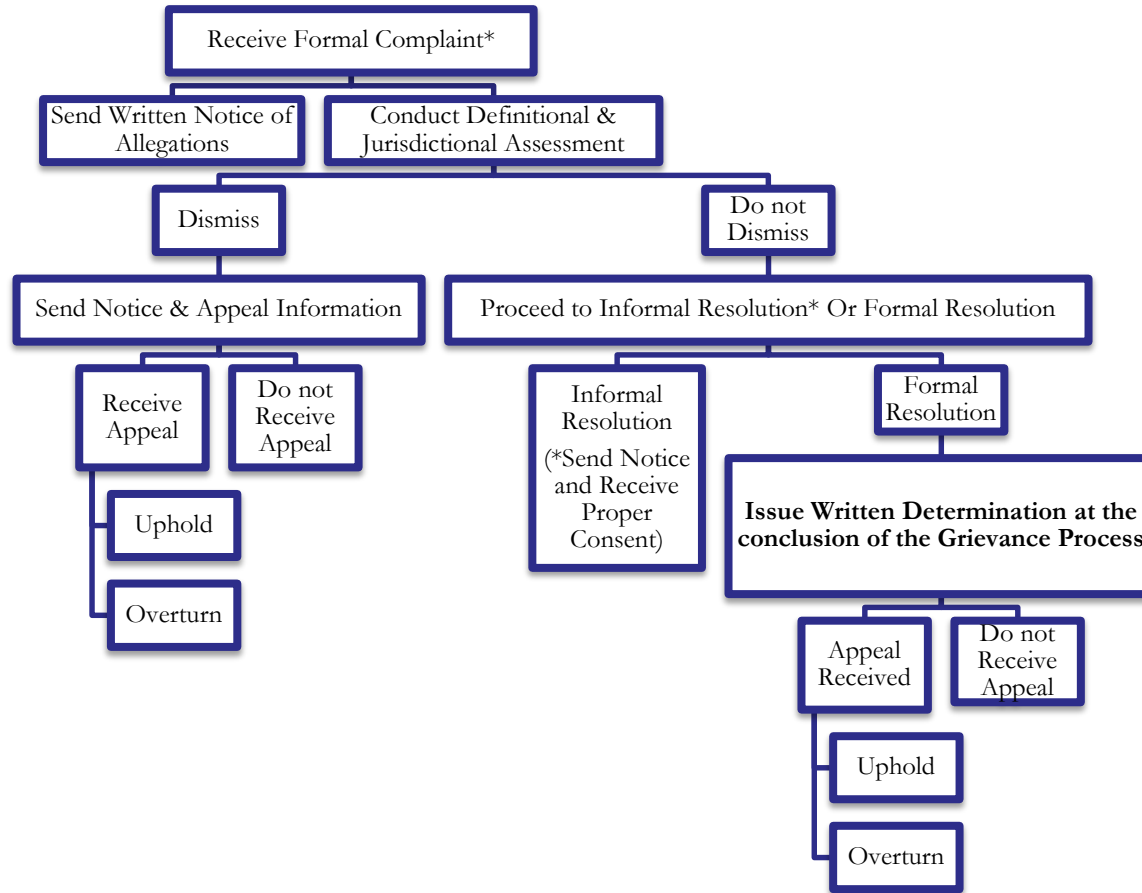 Receive Formal Complaint*
Send Written Notice of
Allegations
Conduct Definitional &
Jurisdictional Assessment
Dismiss
Do not
Dismiss
Send Notice & Appeal Information
Proceed to Informal Resolution* Or Formal Resolution
Receive
Appeal
Do not
Receive
Appeal
Uphold
Overturn
Informal
Resolution
(*Send Notice
and Receive
Proper
Consent)
Formal
Resolution
Issue Written Determination at the
conclusion of the Grievance Process
Appeal
Received
Do not
Receive
Appeal
Uphold
Overturn